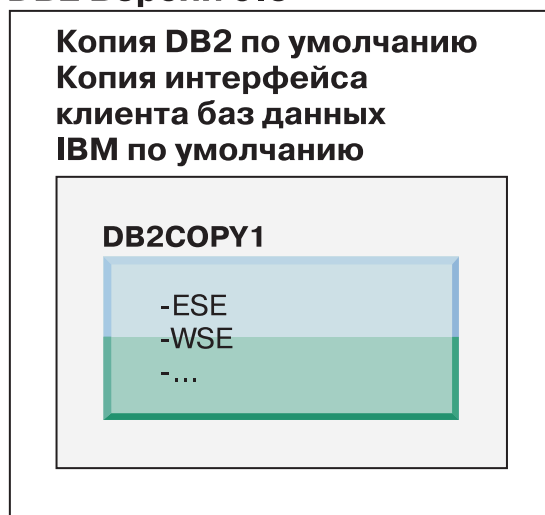 Копия DB2 по умолчанию
Копия интерфейса
клиента баз данных
IBM по умолчанию
DB2COPY1
-ESE
-WSE
-...